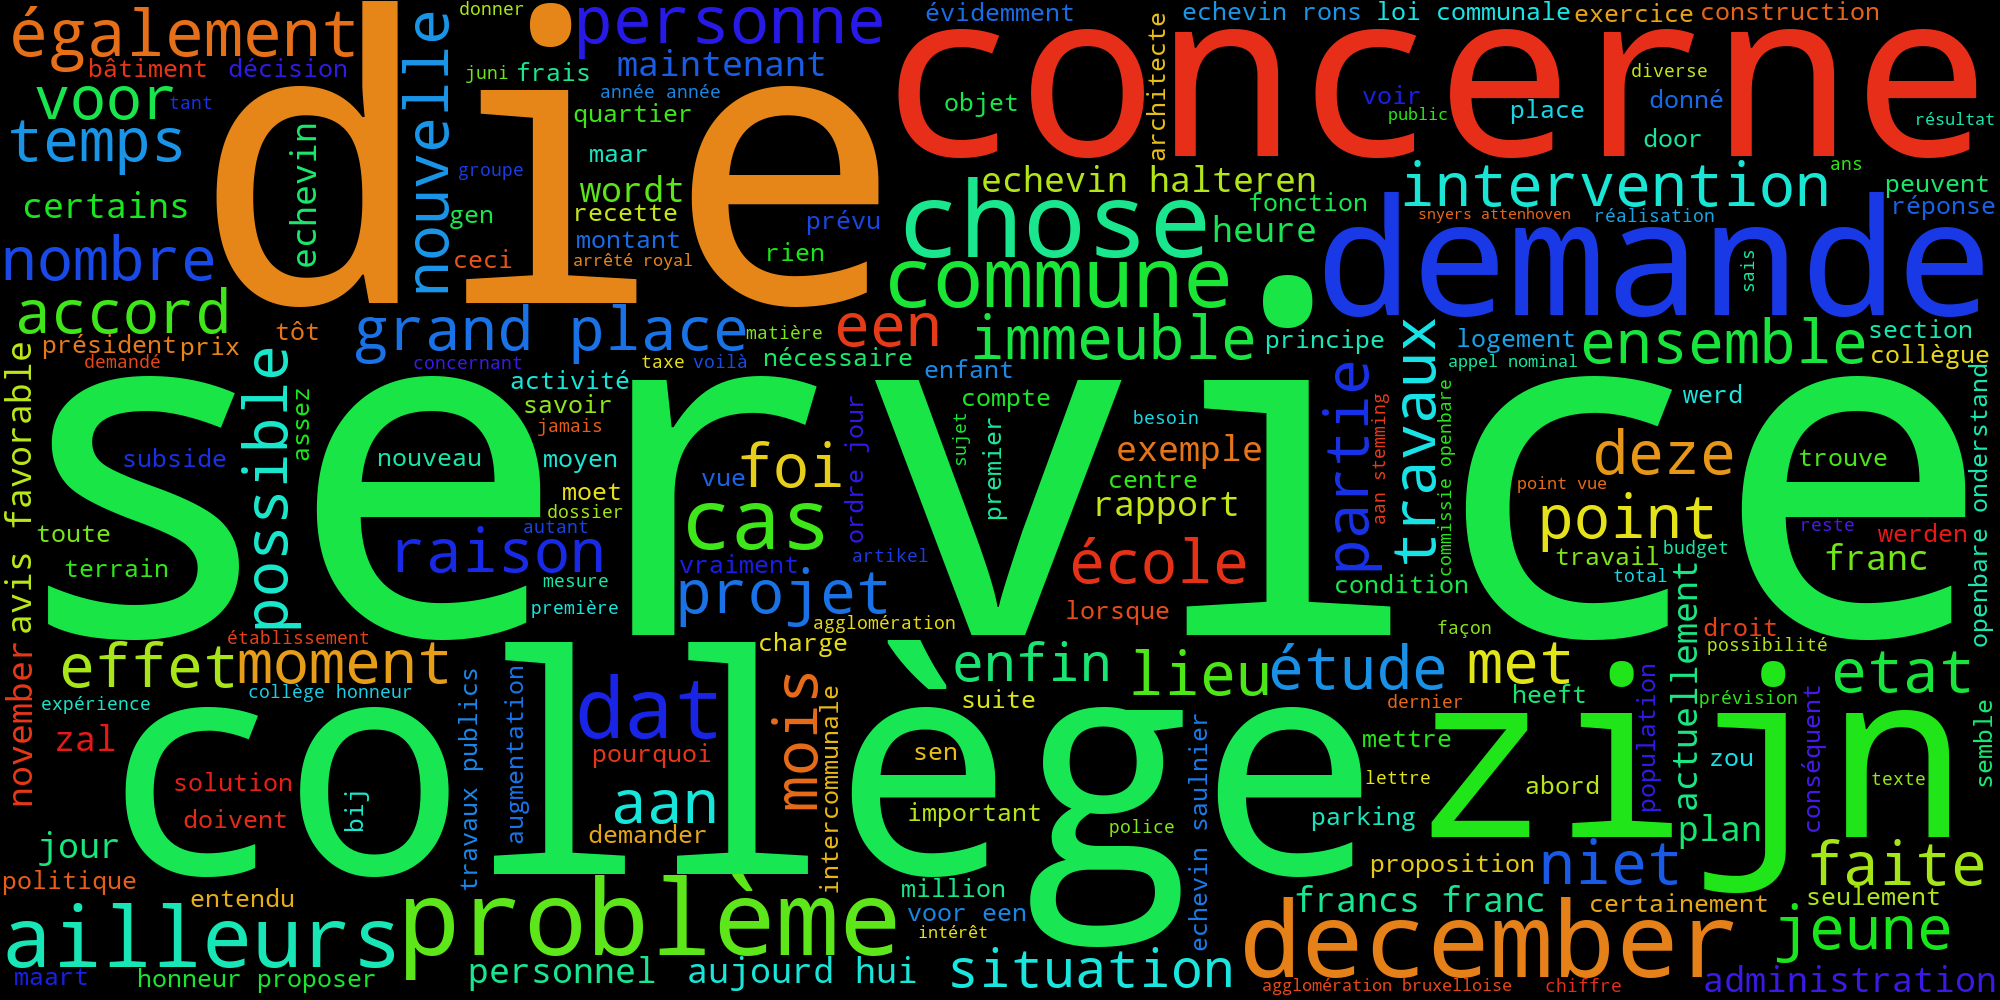 donner
personne
évidemment
echevin rons
loi communale
exercice
construction
également
nouvelle
die
concerne
architecte
bâtiment
décision
juni
frais
maintenant
diverse
voor
tant
année année
objet
voir
place
donné
quartier
public
résultat
temps
echevin
maar
door
groupe
wordt
echevin halteren
intervention
ans
peuvent
certains
gen
recette
prévu
chose
fonction
snyers attenhoven
réalisation
réponse
nombre
ceci
montant
arrêté royal
rien
heure
demande
sais
commune
accord
tôt
grand place
matière
een
immeuble
principe
logement
ensemble
section
président
prix
demandé
concernant
taxe
voilà
nécessaire
appel nominal
collègue
avis favorable
possible
assez
activité
enfant
partie
travaux
werd
openbare onderstand
service
savoir
jamais
ordre jour
compte
besoin
aan stemming
commissie openbare
subside
nouveau
moyen
foi
sujet
premier
exemple
deze
trouve
vue
centre
point vue
toute
moet
dossier
autant
cas
rapport
point
reste
werden
terrain
raison
vraiment
artikel
école
travail
budget
franc
mesure
projet
condition
total
première
lorsque
agglomération
établissement
charge
façon
droit
possibilité
november
effet
moment
enfin
lieu
étude
met
actuellement
etat
collège honneur
expérience
travaux publics
augmentation
dat
mois
intercommunale
suite
dernier
heeft
population
prévision
conséquent
semble
zal
pourquoi
sen
echevin saulnier
mettre
zijn
zou
collège
solution
bij
aan
lettre
abord
texte
doivent
demander
important
police
parking
plan
jour
proposition
niet
faite
politique
entendu
problème
million
francs franc
certainement
seulement
ailleurs
voor een
intérêt
december
jeune
maart
honneur proposer
personnel
aujourd hui
situation
agglomération bruxelloise
chiffre
administration